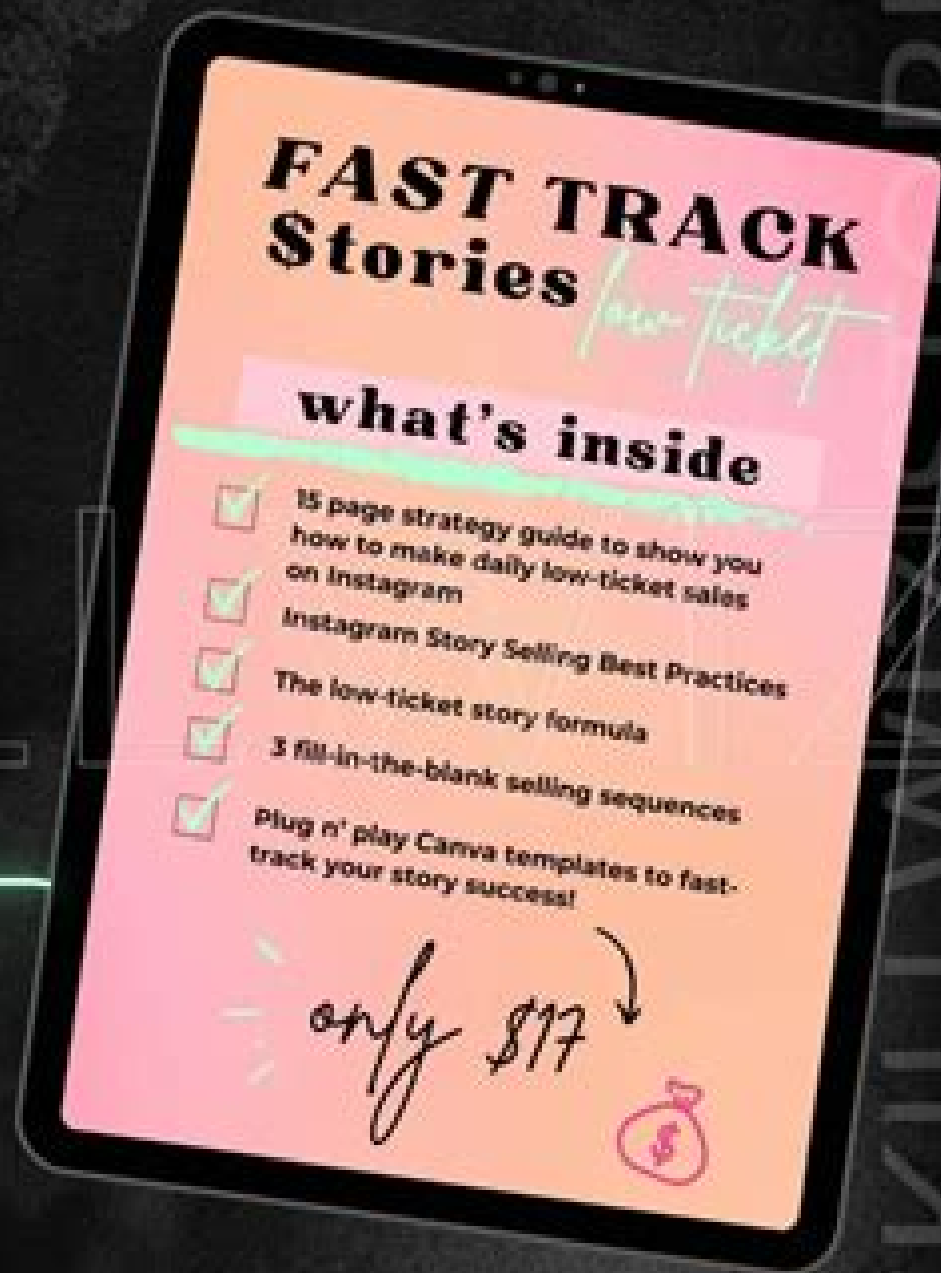 FAST TRACK
Stories
low ticket
what's inside
15 page strategy guide to show you
how to make daily low-ticket sales
on Instagram
Instagram Story Selling Best Practices
The low-ticket story formula
3 fill-in-the-blank selling sequences
Plug n' play Canva templates to fast-
track your story success!
only $17
$